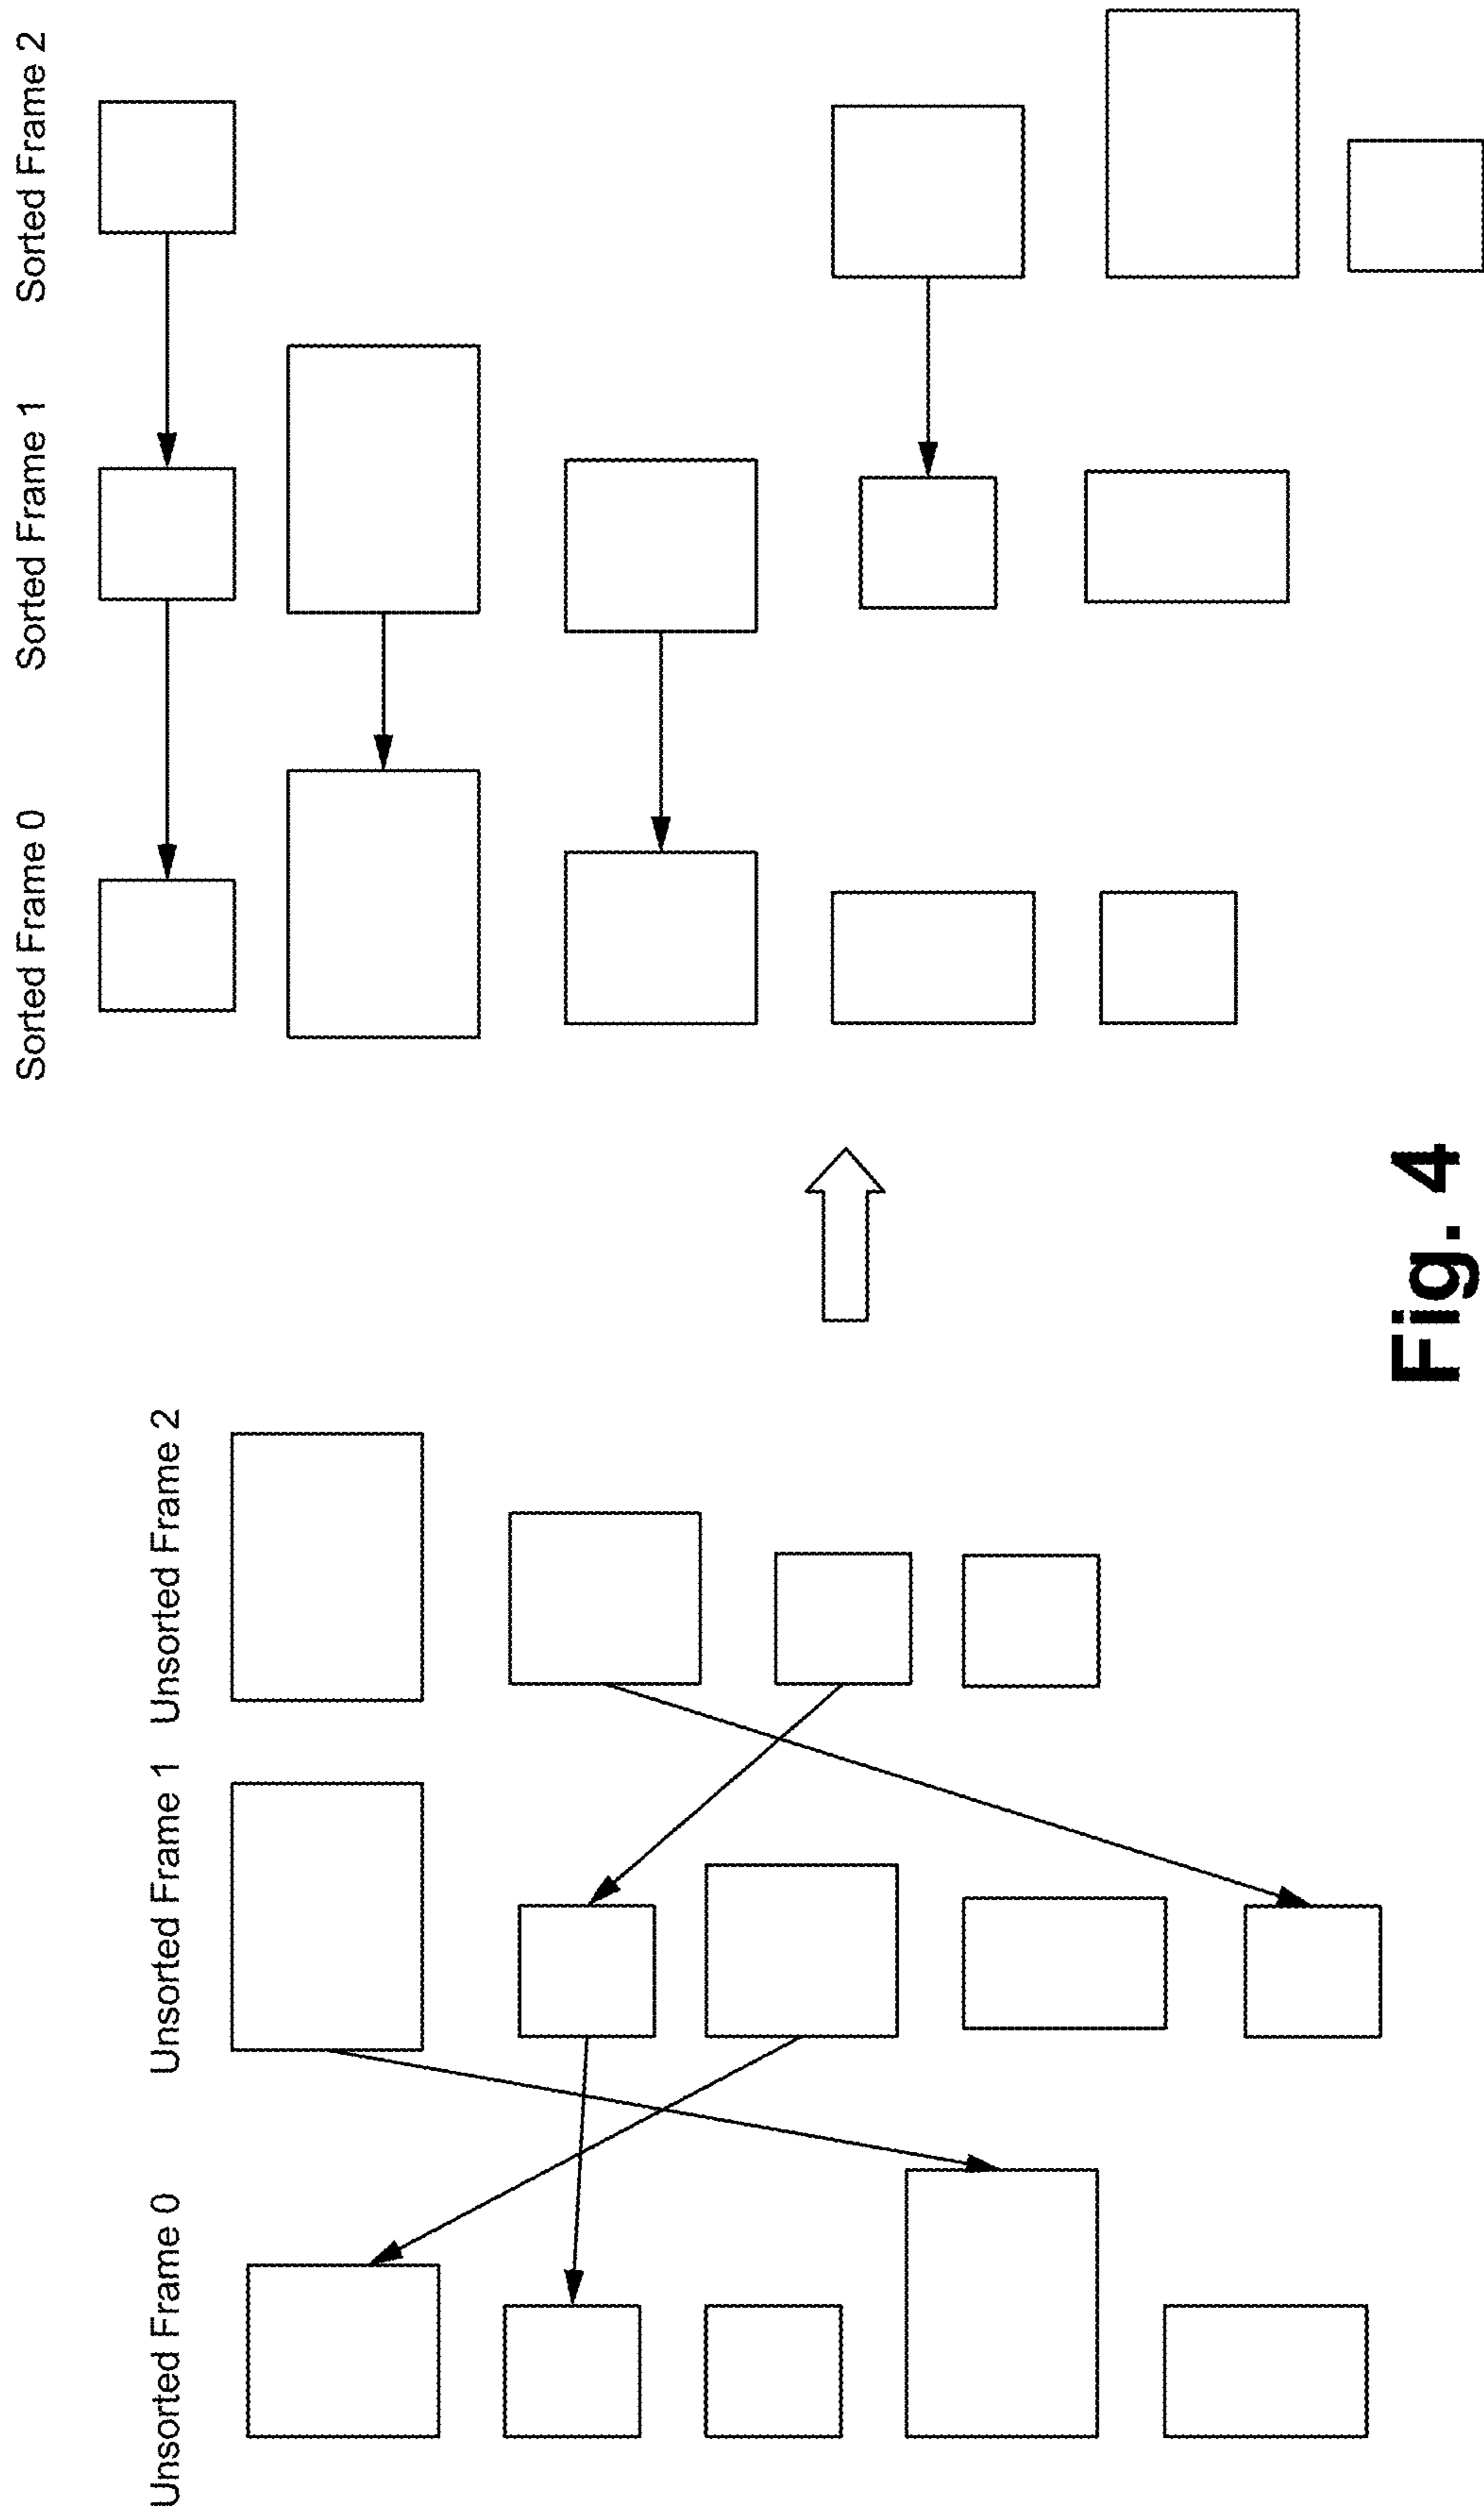 Unsorted Frame 0
Unsorted Frame 1
Unsorted Frame 2
Sorted Frame 0
Sorted Frame 1
Sorted Frame 2
Fig. 4